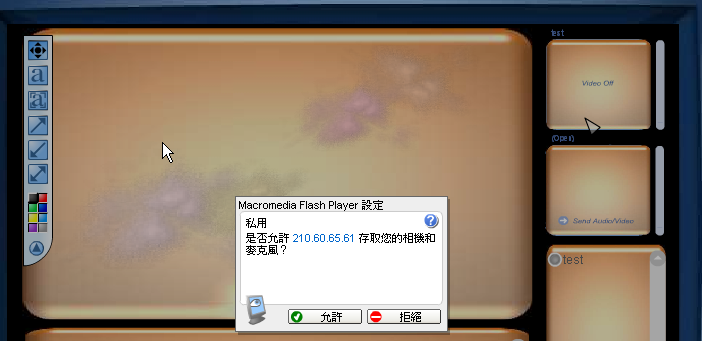 test
Video Off
(Open)
Send Audio/Video
test
a
a
Macromedia Flash Player 設定
私用
是否允許 210.60.65.61 存取您的相機和
麥克風？
?
允許
拒絕